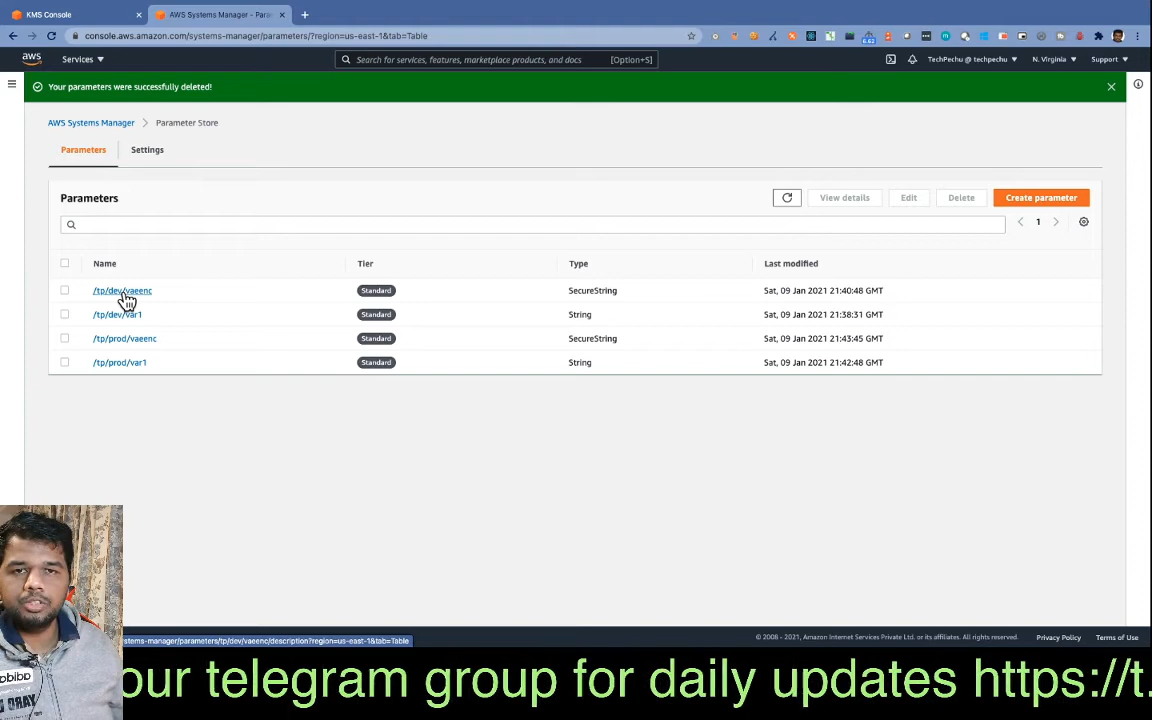 KMS Console
AWS Systems Manager - Para
console.aws.amazon.com/systems-manager/parameters/?region=us-east-1&tab=Table
6.62
aws
Services
Search for services, features, marketplace products, and docs
[Option+S]
TechPechu @ techpechu
N. Virginia
Support
Your parameters were successfully deleted!
AWS Systems Manager
Parameter Store
Parameters
Settings
Parameters
View details
Edit
Delete
Create parameter
1
Name Tier Type Last modified
/tp/dev/vaeenc Standard SecureString Sat, 09 Jan 2021 21:40:48 GMT
/tp/dev/var1 Standard String Sat, 09 Jan 2021 21:38:31 GMT
/tp/prod/vaeenc Standard SecureString Sat, 09 Jan 2021 21:43:45 GMT
/tp/prod/var1 Standard String Sat, 09 Jan 2021 21:42:48 GMT
ystems-manager/parameters/tp/dev/vaeenc/description?region=us-east-1&tab=Table
© 2008 - 2021, Amazon Internet Services Private Ltd. or its affiliates. All rights reserved.
Privacy Policy
Terms of Use
our telegram group for daily updates https://t.